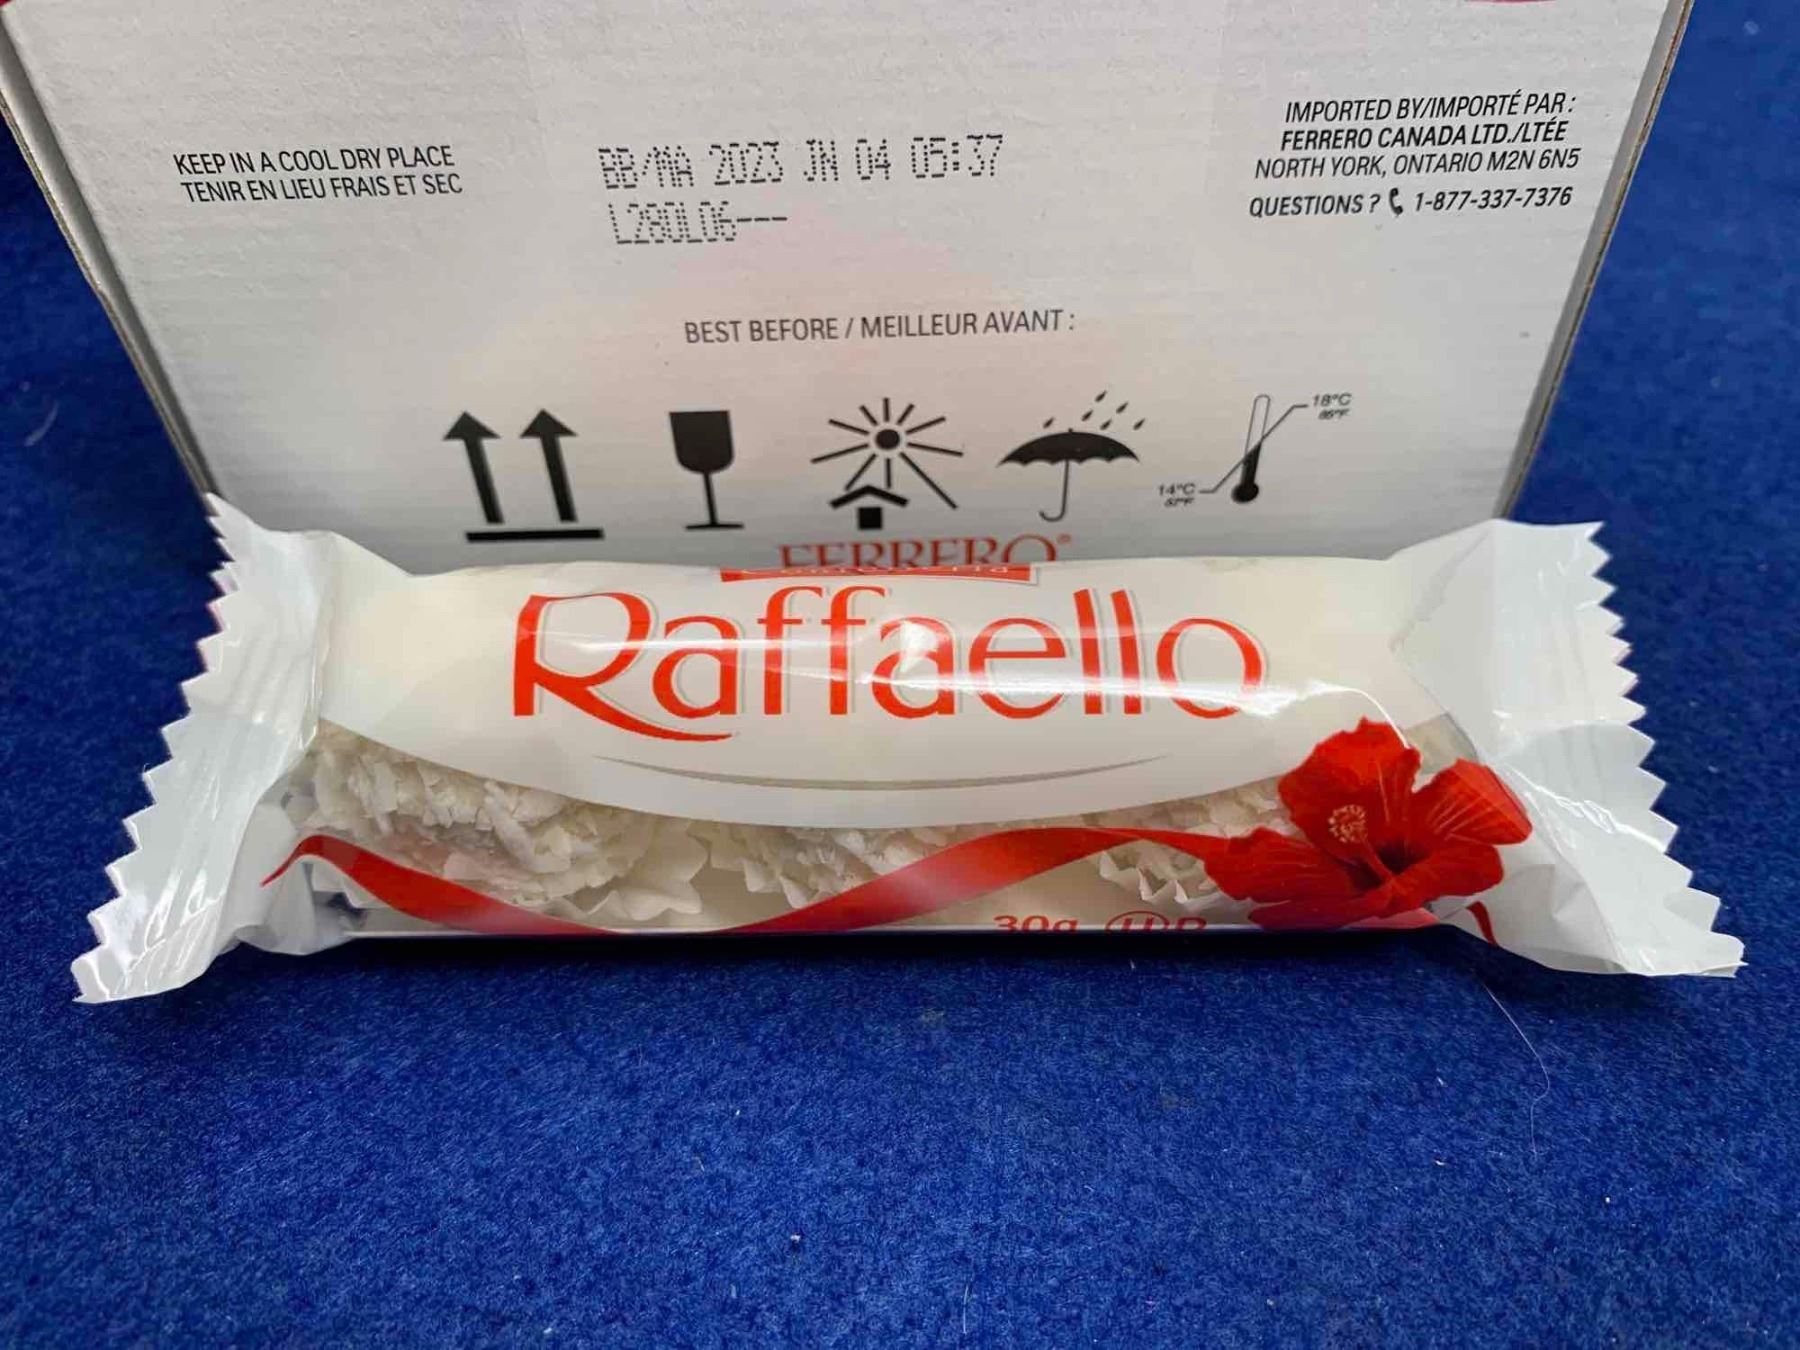 KEEP IN A COOL DRY PLACE
TENIR EN LIEU FRAIS ET SEC
BB/MA 2023 JN 04 05:37
L280L06---
IMPORTED BY/IMPORTÉ PAR :
FERRERO CANADA LTD./LTÉE
NORTH YORK, ONTARIO M2N 6N5
QUESTIONS ? 1-877-337-7376
BEST BEFORE / MEILLEUR AVANT :
18°C
14°C
57°F
FERRERO®
Raffaello
30g